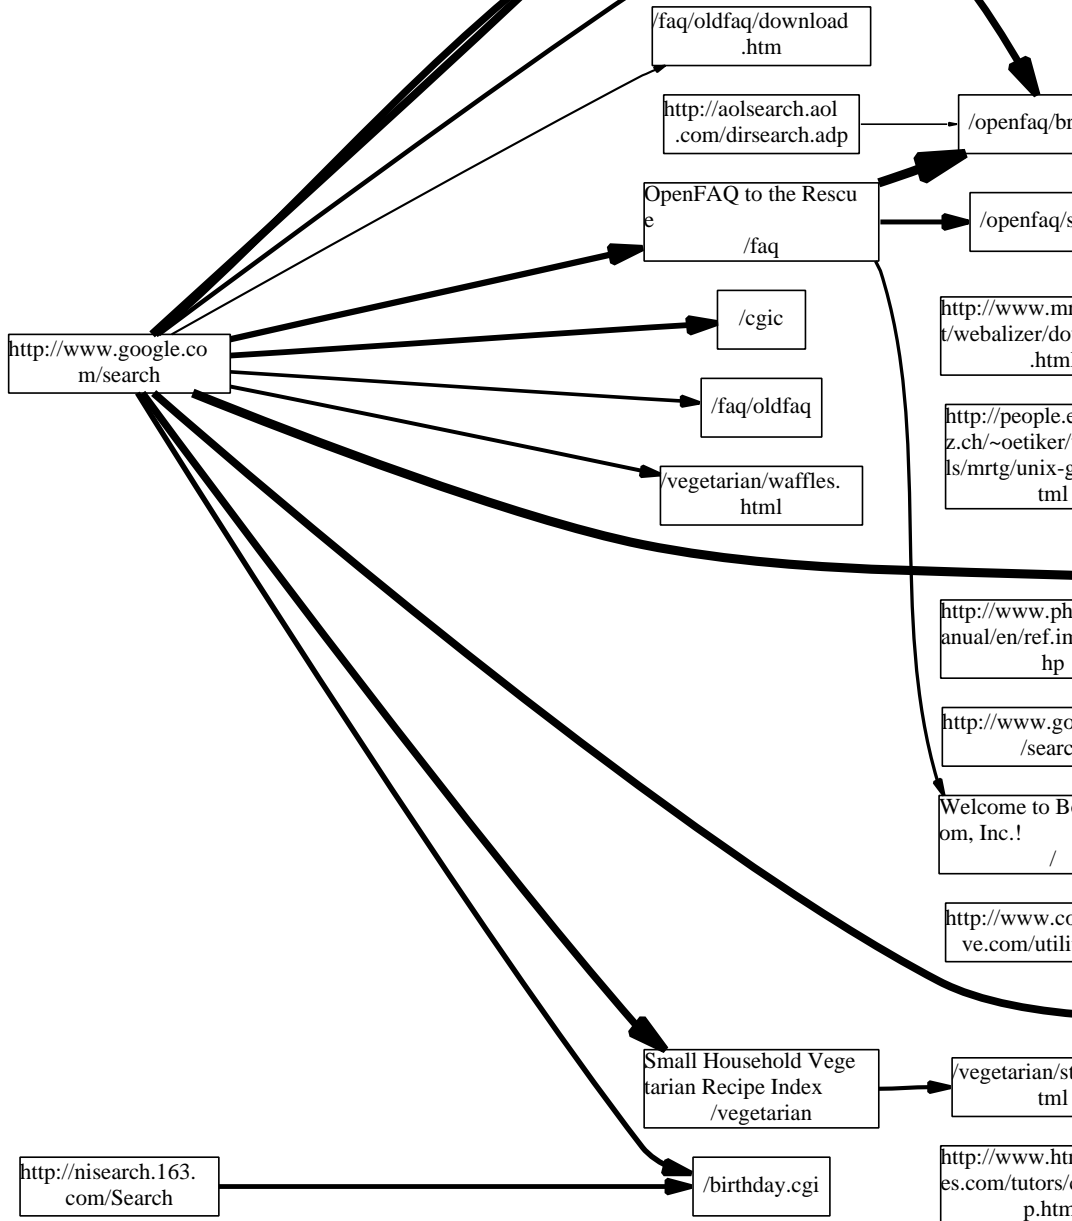 /faq/oldfaq/download
.htm
http://aolsearch.aol
.com/dirsearch.adp
/openfaq/br
OpenFAQ to the Rescu
e
/faq
/openfaq/s
/cgic
http://www.mr
t/webalizer/do
.html
http://www.google.co
m/search
/faq/oldfaq
http://people.e
z.ch/~oetiker/
ls/mrtg/unix-g
tml
/vegetarian/waffles.
html
http://www.ph
anual/en/ref.im
hp
http://www.go
/searc
Welcome to B
om, Inc.!
/
http://www.co
ve.com/utili
Small Household Vege
tarian Recipe Index
/vegetarian
/vegetarian/st
tml
http://nisearch.163.
com/Search
/birthday.cgi
http://www.htm
es.com/tutors/
p.htm